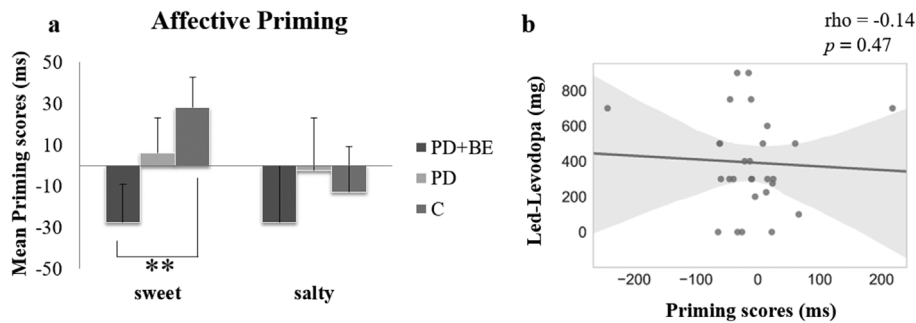 a
Affective Priming
Mean Priming scores (ms)
50
30
10
-10
-30
-50
**
sweet
salty
PD+BE
PD
C
b
rho = -0.14
p = 0.47
Led-Levodopa (mg)
800
600
400
200
0
−200
−100
0
100
200
Priming scores (ms)